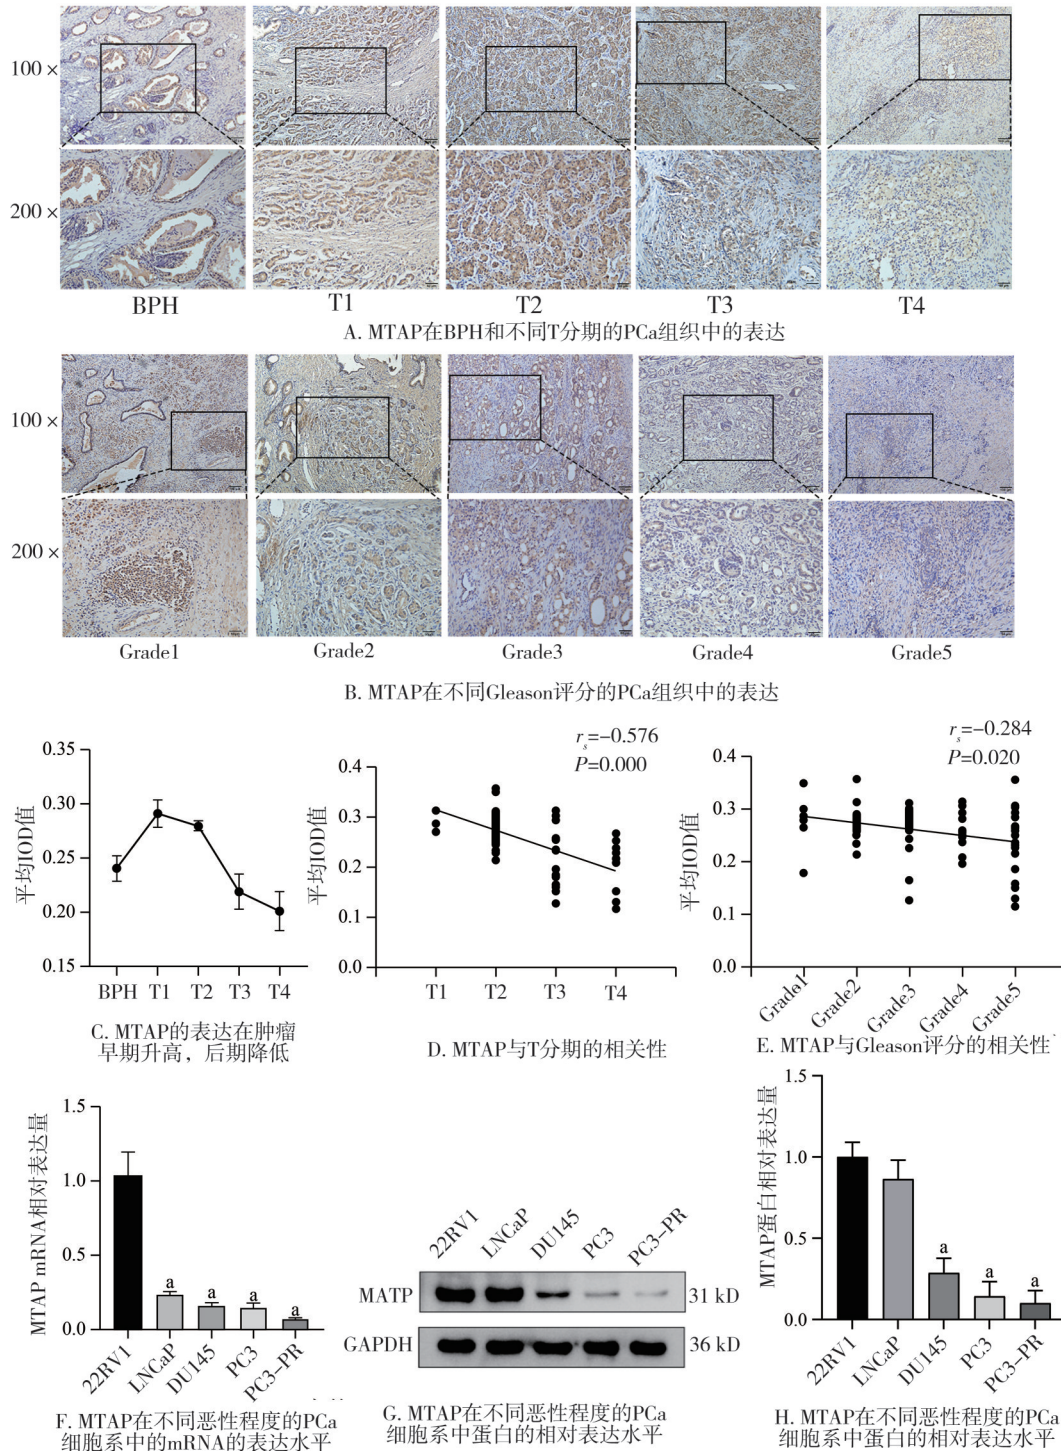 100 ×
200 ×
BPH T1 T2 T3 T4
A. MTAP在BPH和不同T分期的PCa组织中的表达
100 ×
200 ×
Grade1 Grade2 Grade3 Grade4 Grade5
B. MTAP在不同Gleason评分的PCa组织中的表达
平均IOD值
0.35
0.30
0.25
0.20
0.15
BPH T1 T2 T3 T4
C. MTAP的表达在肿瘤
早期升高，后期降低
rs=-0.576
P=0.000
平均IOD值
0.4
0.3
0.2
0.1
0.0
T1 T2 T3 T4
D. MTAP与T分期的相关性
rs=-0.284
P=0.020
平均IOD值
0.4
0.3
0.2
0.1
0.0
Grade1 Grade2 Grade3 Grade4 Grade5
E. MTAP与Gleason评分的相关性
MTAP mRNA相对表达量
1.5
1.0
0.5
0.0
a a a a
22RV1 LNCaP DU145 PC3 PC3-PR
F. MTAP在不同恶性程度的PCa
细胞系中的mRNA的表达水平
22RV1 LNCaP DU145 PC3 PC3-PR
MATP 31 kD
GAPDH 36 kD
G. MTAP在不同恶性程度的PCa
细胞系中蛋白的相对表达水平
MTAP蛋白相对表达量
1.5
1.0
0.5
0.0
a a a
22RV1 LNCaP DU145 PC3 PC3-PR
H. MTAP在不同恶性程度的PCa
细胞系中蛋白的相对表达水平